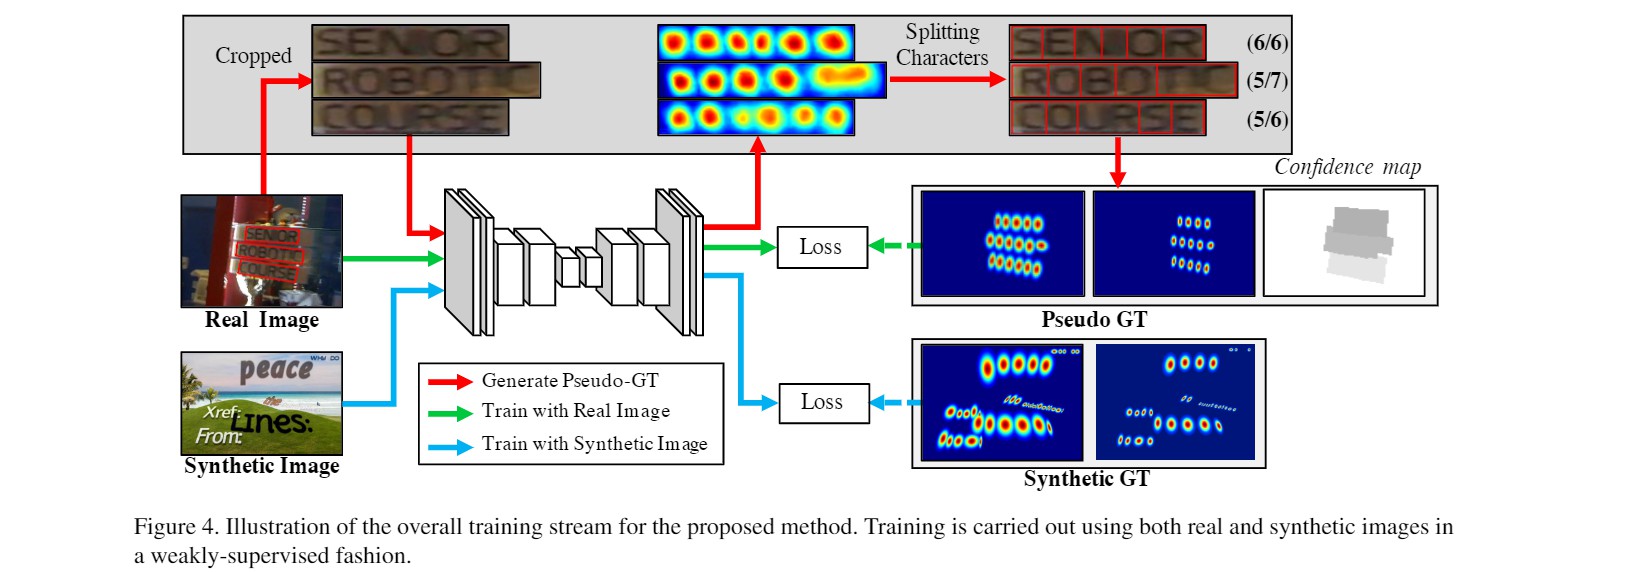 Cropped
SENIOR
ROBOTIC
COURSE
Splitting
Characters
SENIOR
ROBOTIC
COURSE
(6/6)
(5/7)
(5/6)
Confidence map
SENIOR
ROBOTIC
COURSE
Real Image
Loss
Pseudo GT
peace
WHY DO
the
Xref:
Lines:
From:
Synthetic Image
Generate Pseudo-GT
Train with Real Image
Train with Synthetic Image
Loss
Synthetic GT
Figure 4. Illustration of the overall training stream for the proposed method. Training is carried out using both real and synthetic images in
a weakly-supervised fashion.